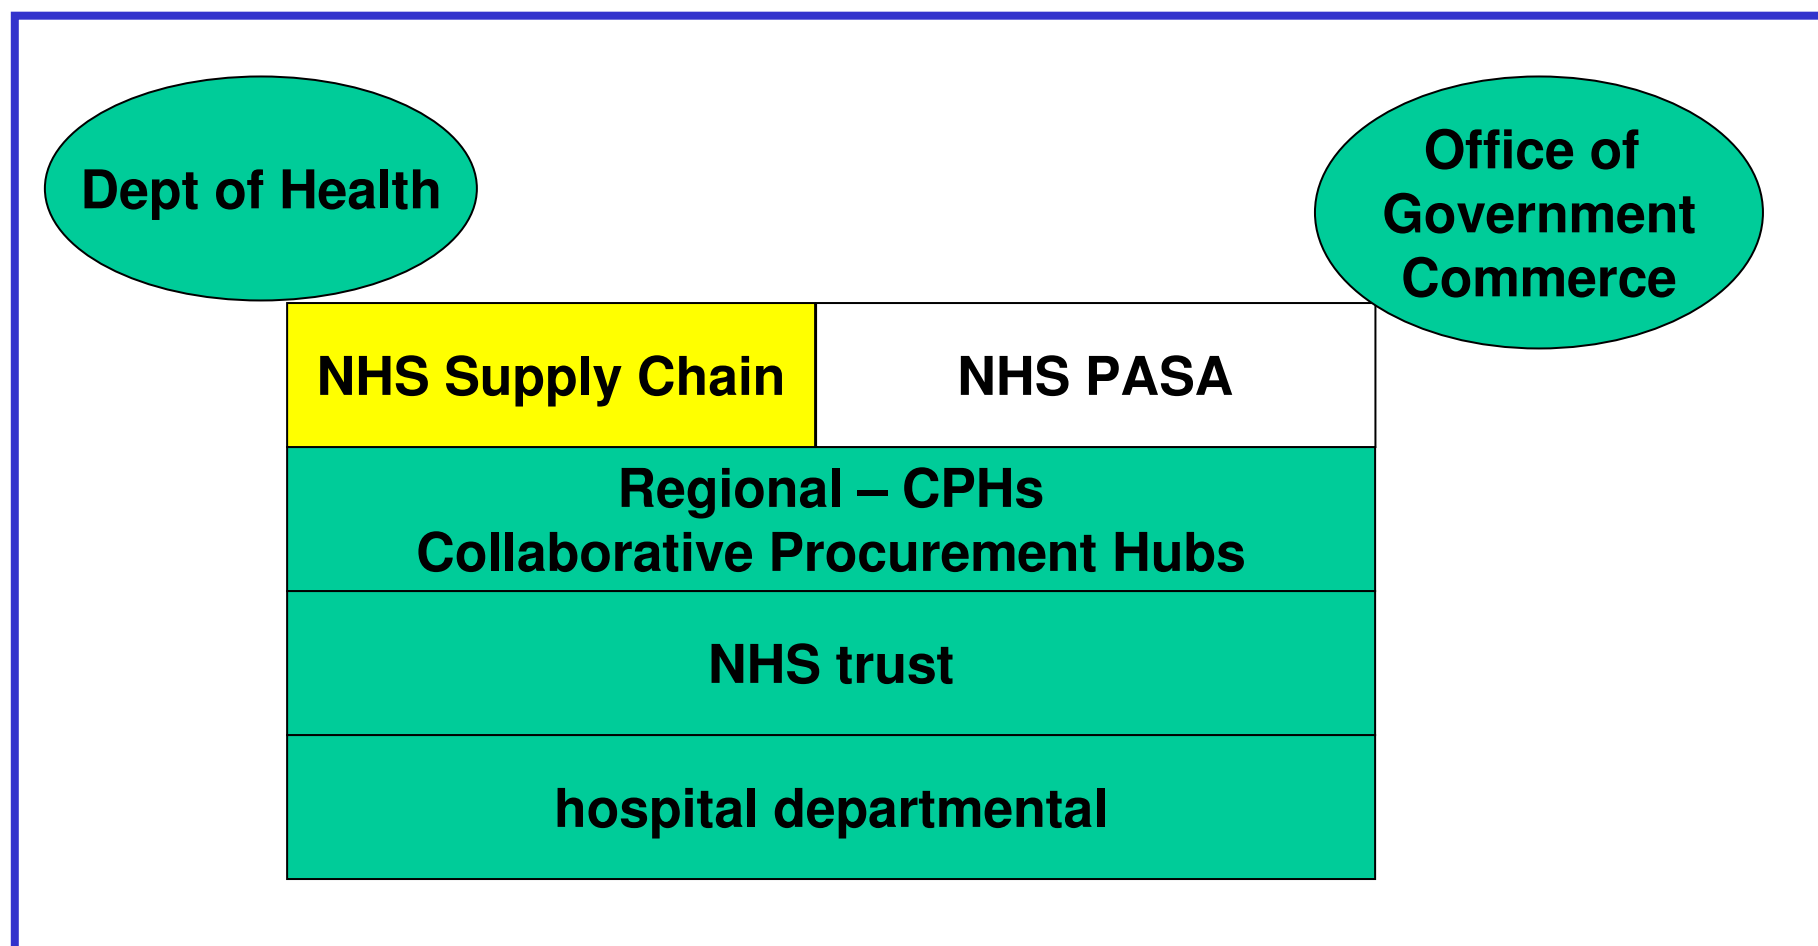 Dept of Health
Office of
Government
Commerce
NHS Supply Chain
NHS PASA
Regional – CPHs
Collaborative Procurement Hubs
NHS trust
hospital departmental